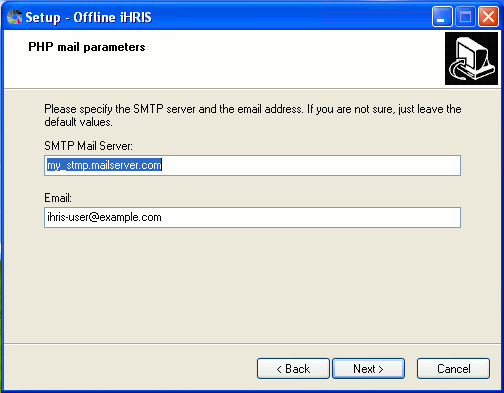 Setup - Offline iHRIS
PHP mail parameters
Please specify the SMTP server and the email address. If you are not sure, just leave the
default values.
SMTP Mail Server:
my_stmp.mailserver.com
Email:
ihris-user@example.com
< Back Next > Cancel